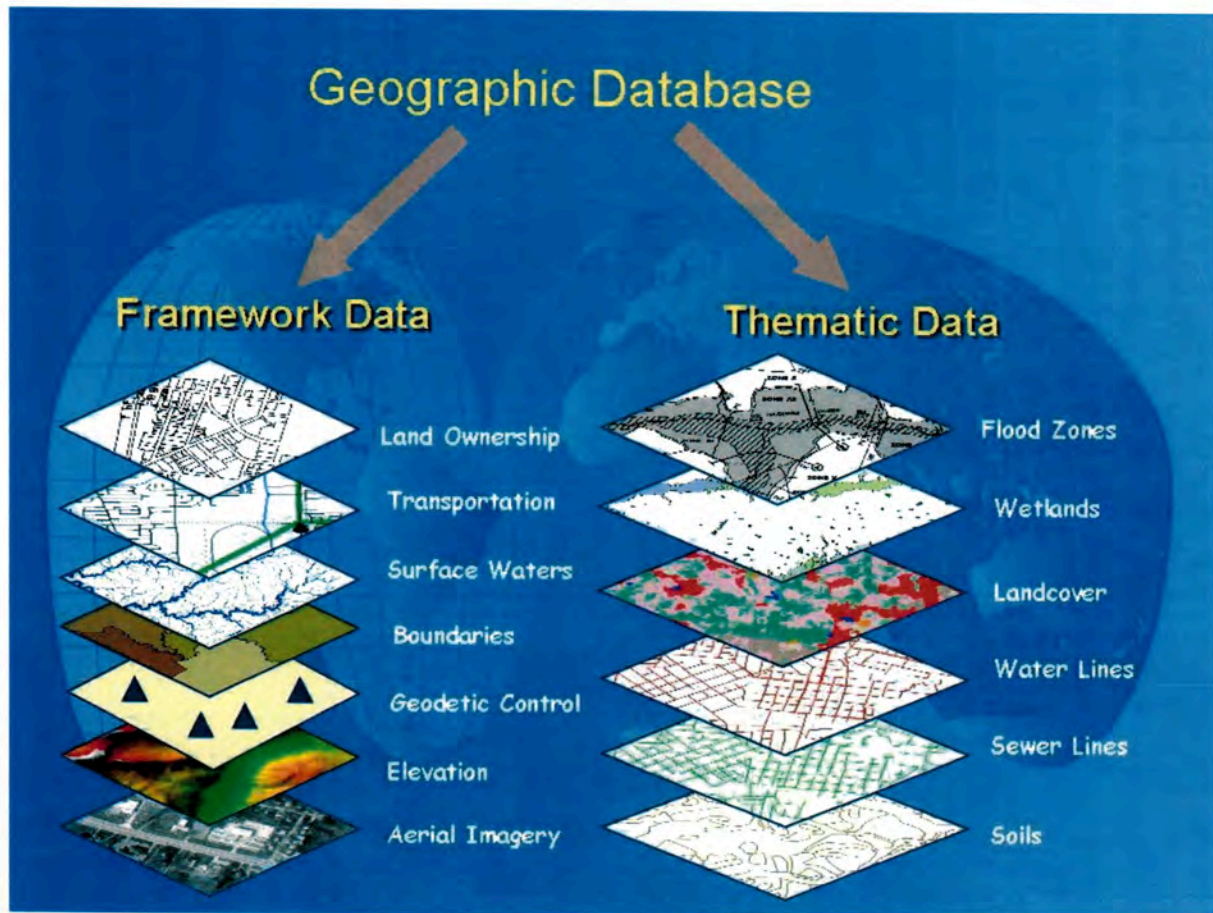 Geographic Database
Framework Data
Land Ownership
Transportation
Surface Waters
Boundaries
Geodetic Control
Elevation
Aerial Imagery
Thematic Data
Flood Zones
Wetlands
Landcover
Water Lines
Sewer Lines
Soils